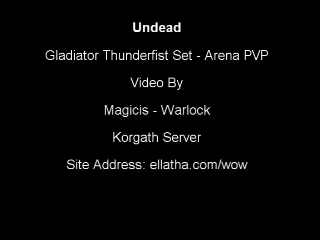 Undead
Gladiator Thunderfist Set - Arena PVP
Video By
Magicis - Warlock
Korgath Server
Site Address: ellatha.com/wow